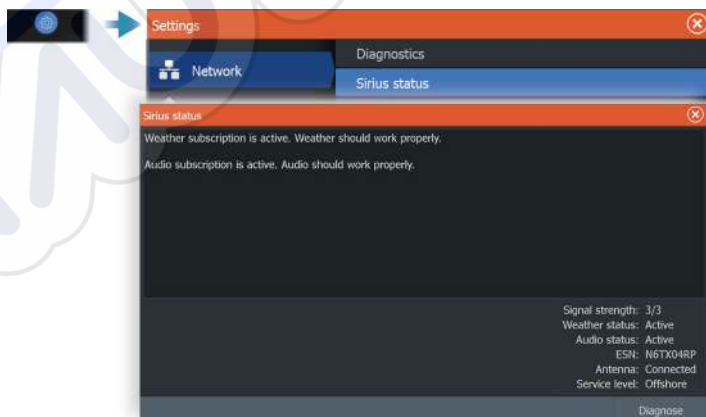 Settings
Diagnostics
Network
Sirius status
Sirius status
Weather subscription is active. Weather should work properly.
Audio subscription is active. Audio should work properly.
Signal strength: 3/3
Weather status: Active
Audio status: Active
ESN: N6TX04RP
Antenna: Connected
Service level: Offshore
Diagnose